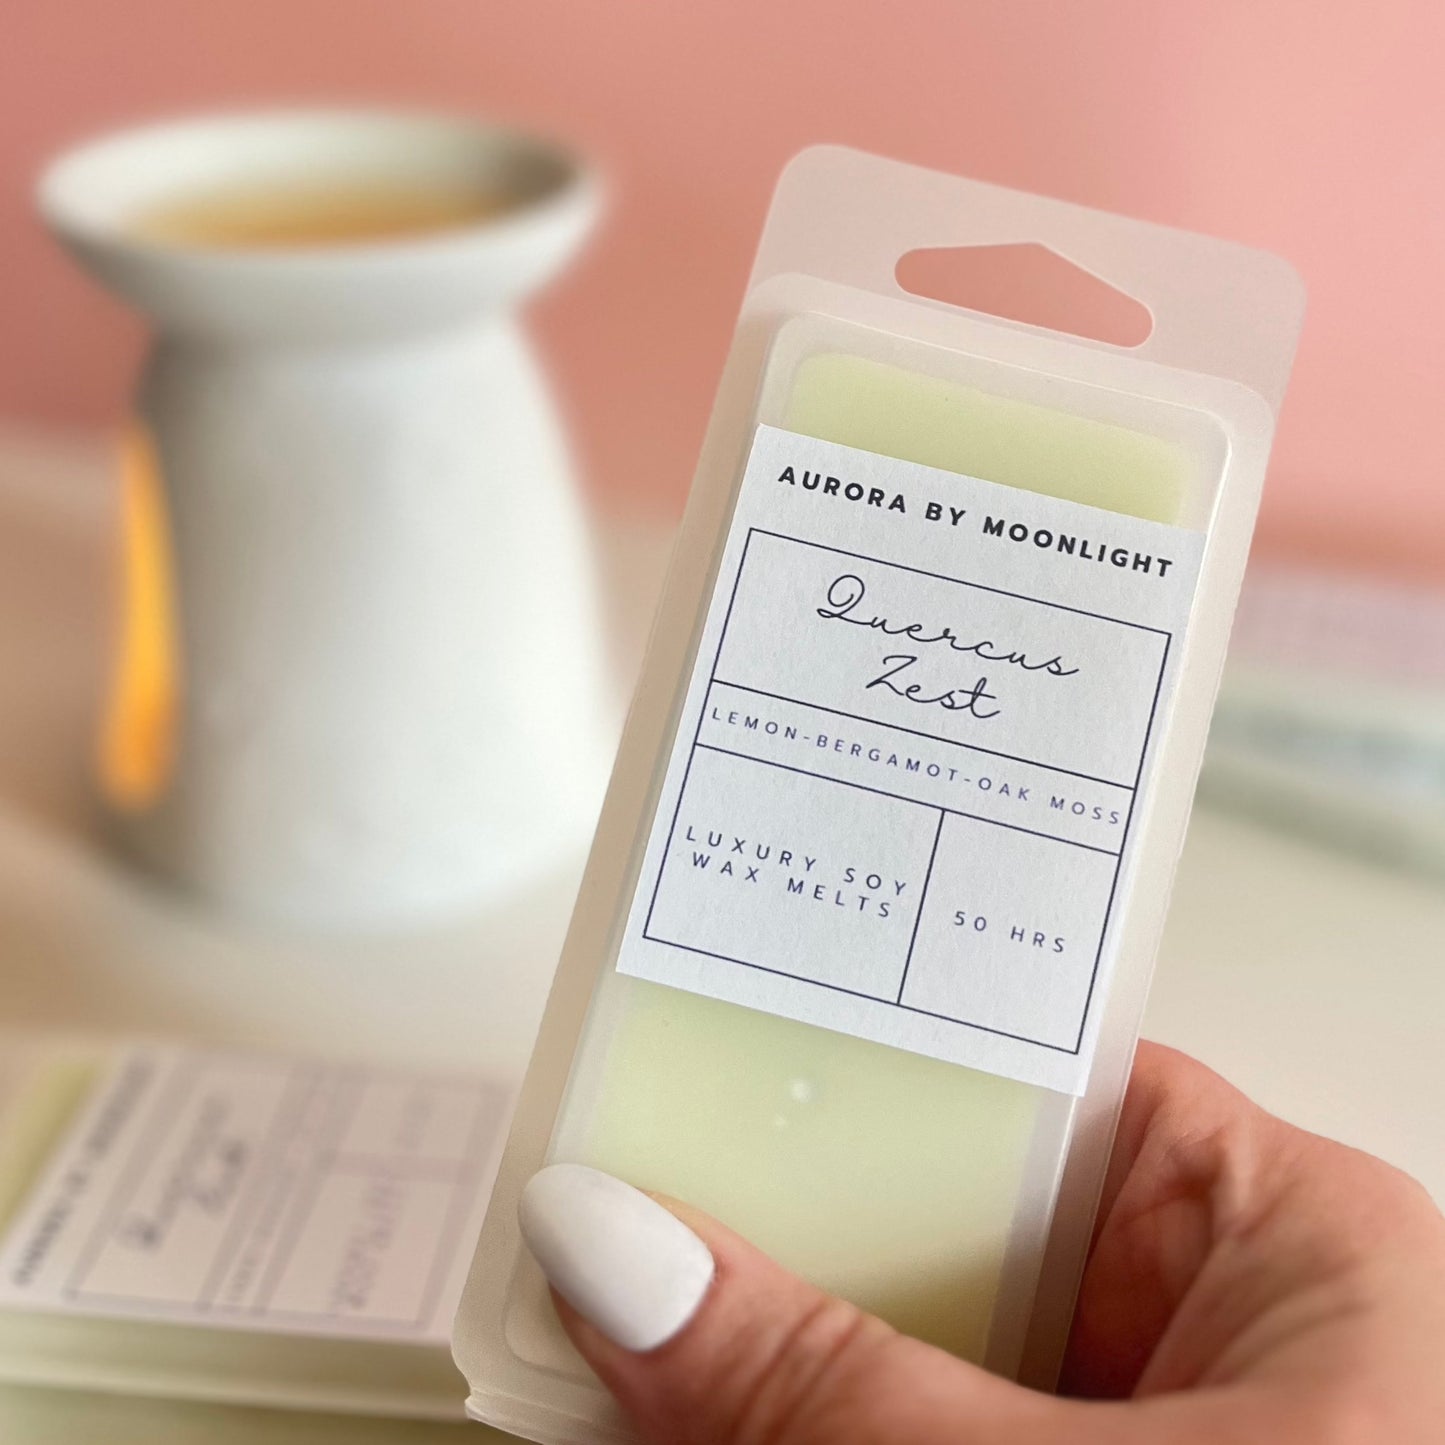 AURORA BY MOONLIGHT
Quercus
Zest
LEMON-BERGAMOT-OAK MOSS
LUXURY SOY
WAX MELTS
50 HRS